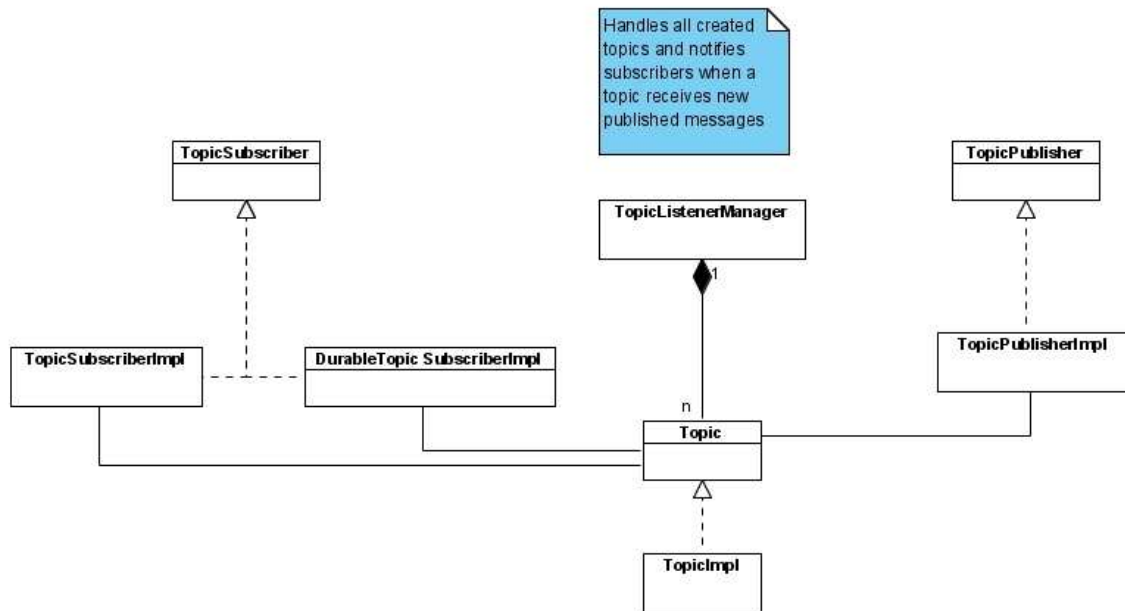 Handles all created
topics and notifies
subscribers when a
topic receives new
published messages
TopicSubscriber
TopicPublisher
TopicListenerManager
1
TopicSubscriberImpl
DurableTopic SubscriberImpl
TopicPublisherImpl
n
Topic
TopicImpl